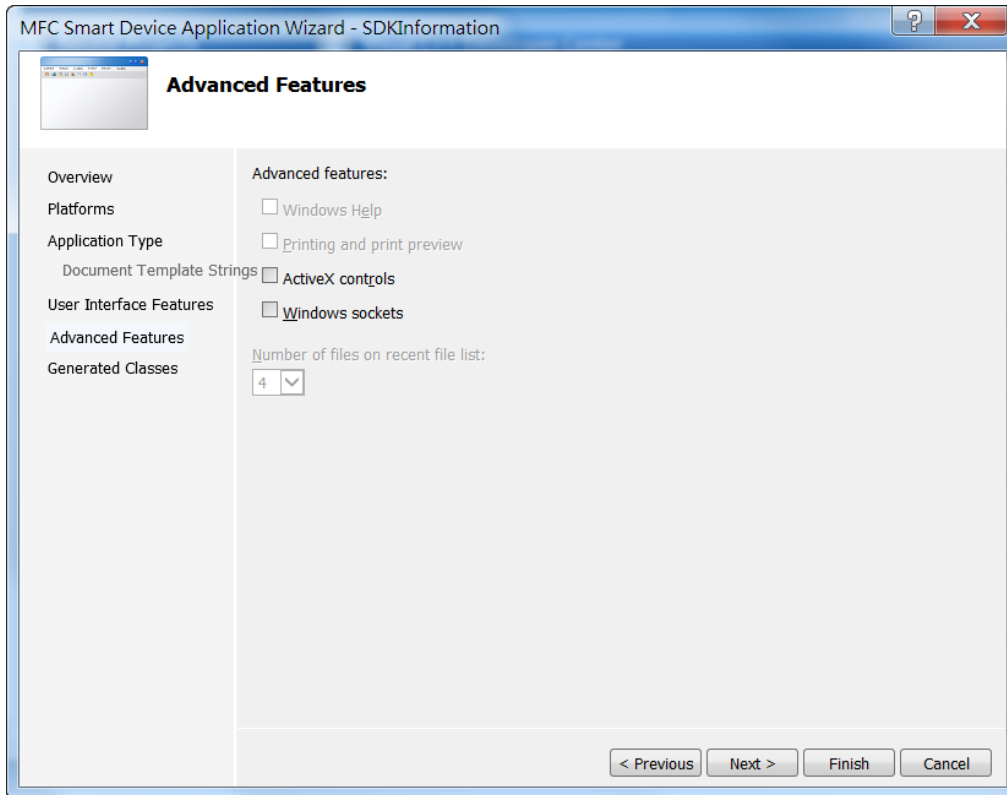 MFC Smart Device Application Wizard - SDKInformation
Advanced Features
Overview
Platforms
Application Type
Document Template Strings
User Interface Features
Advanced Features
Generated Classes
Advanced features:
Windows Help
Printing and print preview
ActiveX controls
Windows sockets
Number of files on recent file list:
4
< Previous
Next >
Finish
Cancel